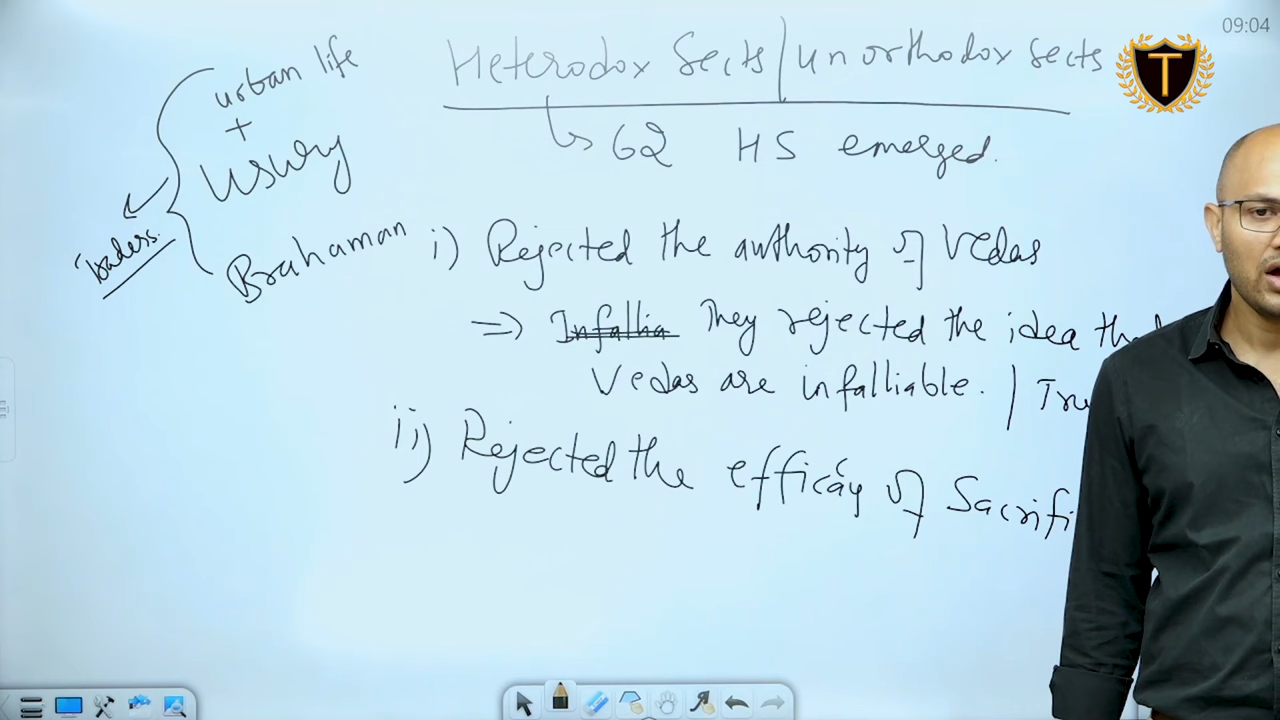 09:04
T
Heterodox Sects/unorthodox sects
↳ 62 HS emerged.
urban life
+
Usury
Brahaman
Traders.
i) Rejected the authority of Vedas
=> Infallia They rejected the idea that
Vedas are infalliable. | Tru
ii) Rejected the efficacy of Sacrifi